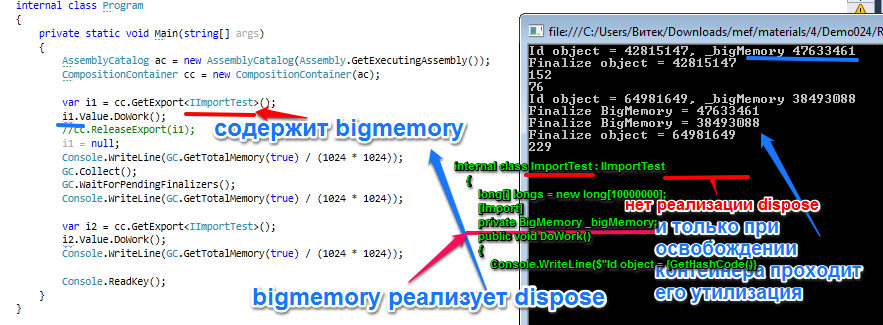 internal class Program
{
private static void Main(string[] args)
{
AssemblyCatalog ac = new AssemblyCatalog(Assembly.GetExecutingAssembly());
CompositionContainer cc = new CompositionContainer(ac);
var i1 = cc.GetExport<IImportTest>();
i1.Value.DoWork();
//cc.ReleaseExport(i1);
i1 = null;
Console.WriteLine(GC.GetTotalMemory(true) / (1024 * 1024));
GC.Collect();
GC.WaitForPendingFinalizers();
Console.WriteLine(GC.GetTotalMemory(true) / (1024 * 1024));
var i2 = cc.GetExport<IImportTest>();
i2.Value.DoWork();
Console.WriteLine(GC.GetTotalMemory(true) / (1024 * 1024));
Console.ReadKey();
}
}
содержит bigmemory
bigmemory реализует dispose
file:///C:/Users/Витек/Downloads/mef/materials/4/Demo024/R
Id object = 42815147, _bigMemory 47633461
Finalize object = 42815147
152
76
Id object = 64981649, _bigMemory 38493088
Finalize BigMemory = 47633461
Finalize BigMemory = 38493088
Finalize object = 64981649
229
internal class ImportTest : IImportTest
{
long[] longs = new long[10000000];
[Import]
private BigMemory _bigMemory;
public void DoWork()
{
Console.WriteLine($"Id object = {GetHashCode()}
нет реализации dispose
и только при
освобождении
контейнера проходит
его утилизация